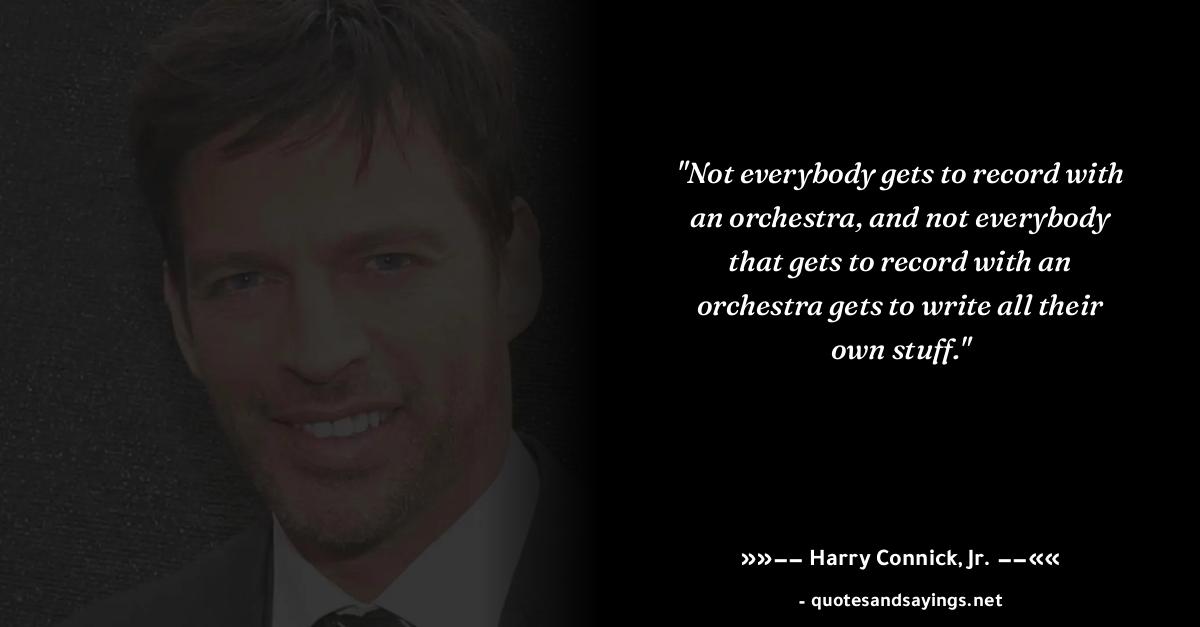 "Not everybody gets to record with
an orchestra, and not everybody
that gets to record with an
orchestra gets to write all their
own stuff."
»»–– Harry Connick, Jr. ––««
- quotesandsayings.net